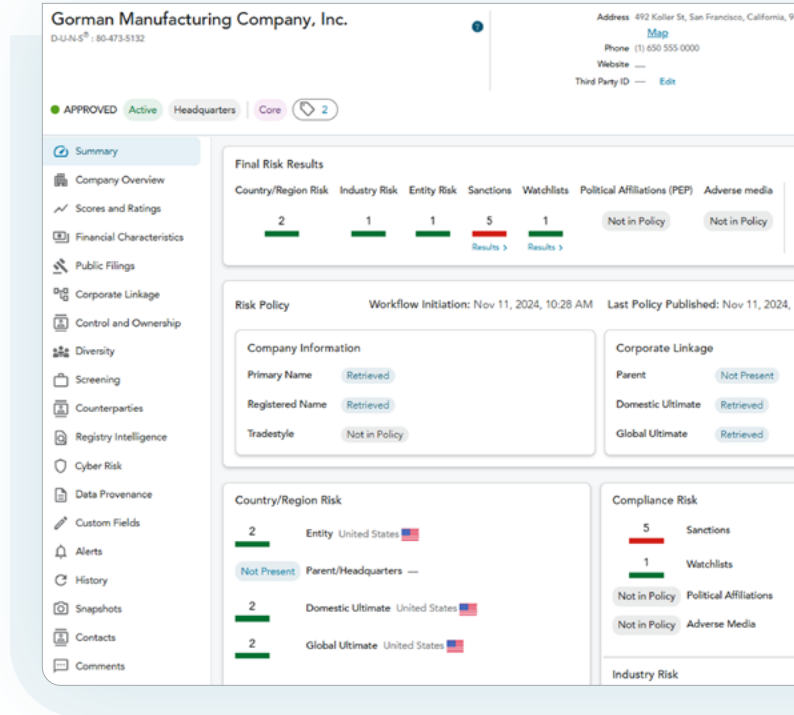 Gorman Manufacturing Company, Inc.
D-U-N-S® : 80-473-5132
?
Address 492 Koller St, San Francisco, California, 9
Map
Phone (1) 650 555-0000
Website —
Third Party ID — Edit
APPROVED Active Headquarters Core 2
Summary
Company Overview
Scores and Ratings
Financial Characteristics
Public Filings
Corporate Linkage
Control and Ownership
Diversity
Screening
Counterparties
Registry Intelligence
Cyber Risk
Data Provenance
Custom Fields
Alerts
History
Snapshots
Contacts
Comments
Final Risk Results
Country/Region Risk Industry Risk Entity Risk Sanctions Watchlists Political Affiliations (PEP) Adverse media
2 1 1 5 1 Not in Policy Not in Policy
Results > Results >
Risk Policy Workflow Initiation: Nov 11, 2024, 10:28 AM Last Policy Published: Nov 11, 2024,
Company Information
Primary Name Retrieved
Registered Name Retrieved
Tradestyle Not in Policy
Corporate Linkage
Parent Not Present
Domestic Ultimate Retrieved
Global Ultimate Retrieved
Country/Region Risk
2 Entity United States
Not Present Parent/Headquarters —
2 Domestic Ultimate United States
2 Global Ultimate United States
Compliance Risk
5 Sanctions
1 Watchlists
Not in Policy Political Affiliations
Not in Policy Adverse Media
Industry Risk